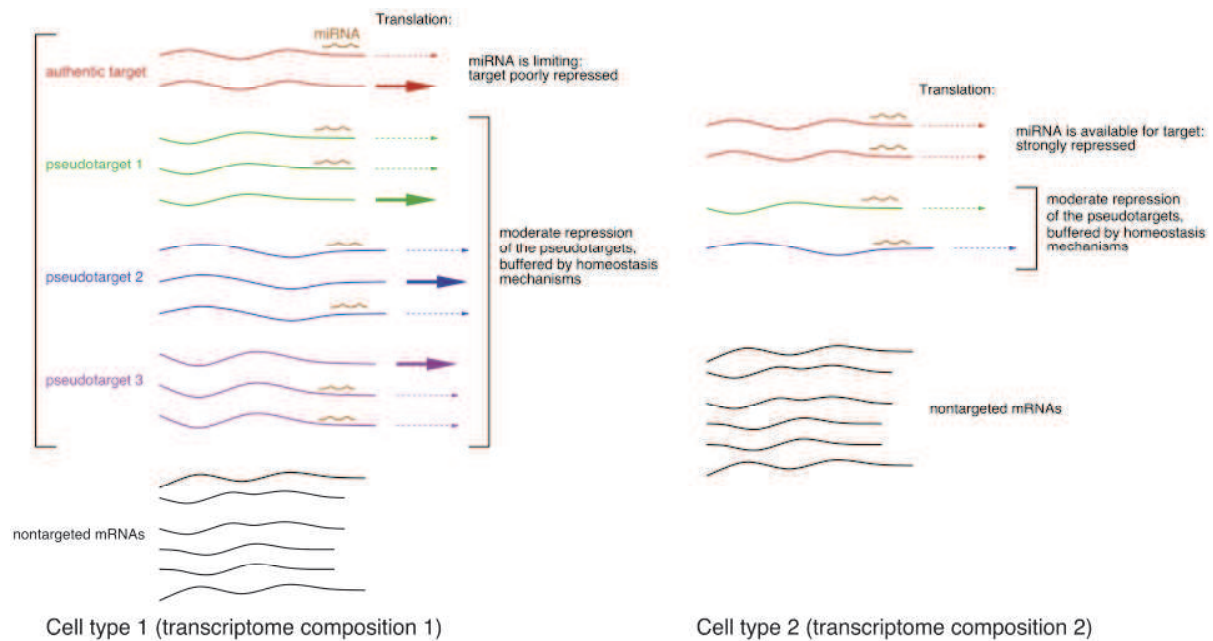 Translation:
miRNA
authentic target
miRNA is limiting:
target poorly repressed
pseudotarget 1
pseudotarget 2
pseudotarget 3
moderate repression
of the pseudotargets,
buffered by homeostasis
mechanisms
nontargeted mRNAs
Cell type 1 (transcriptome composition 1)
Translation:
miRNA is available for target:
strongly repressed
moderate repression
of the pseudotargets,
buffered by homeostasis
mechanisms
nontargeted mRNAs
Cell type 2 (transcriptome composition 2)